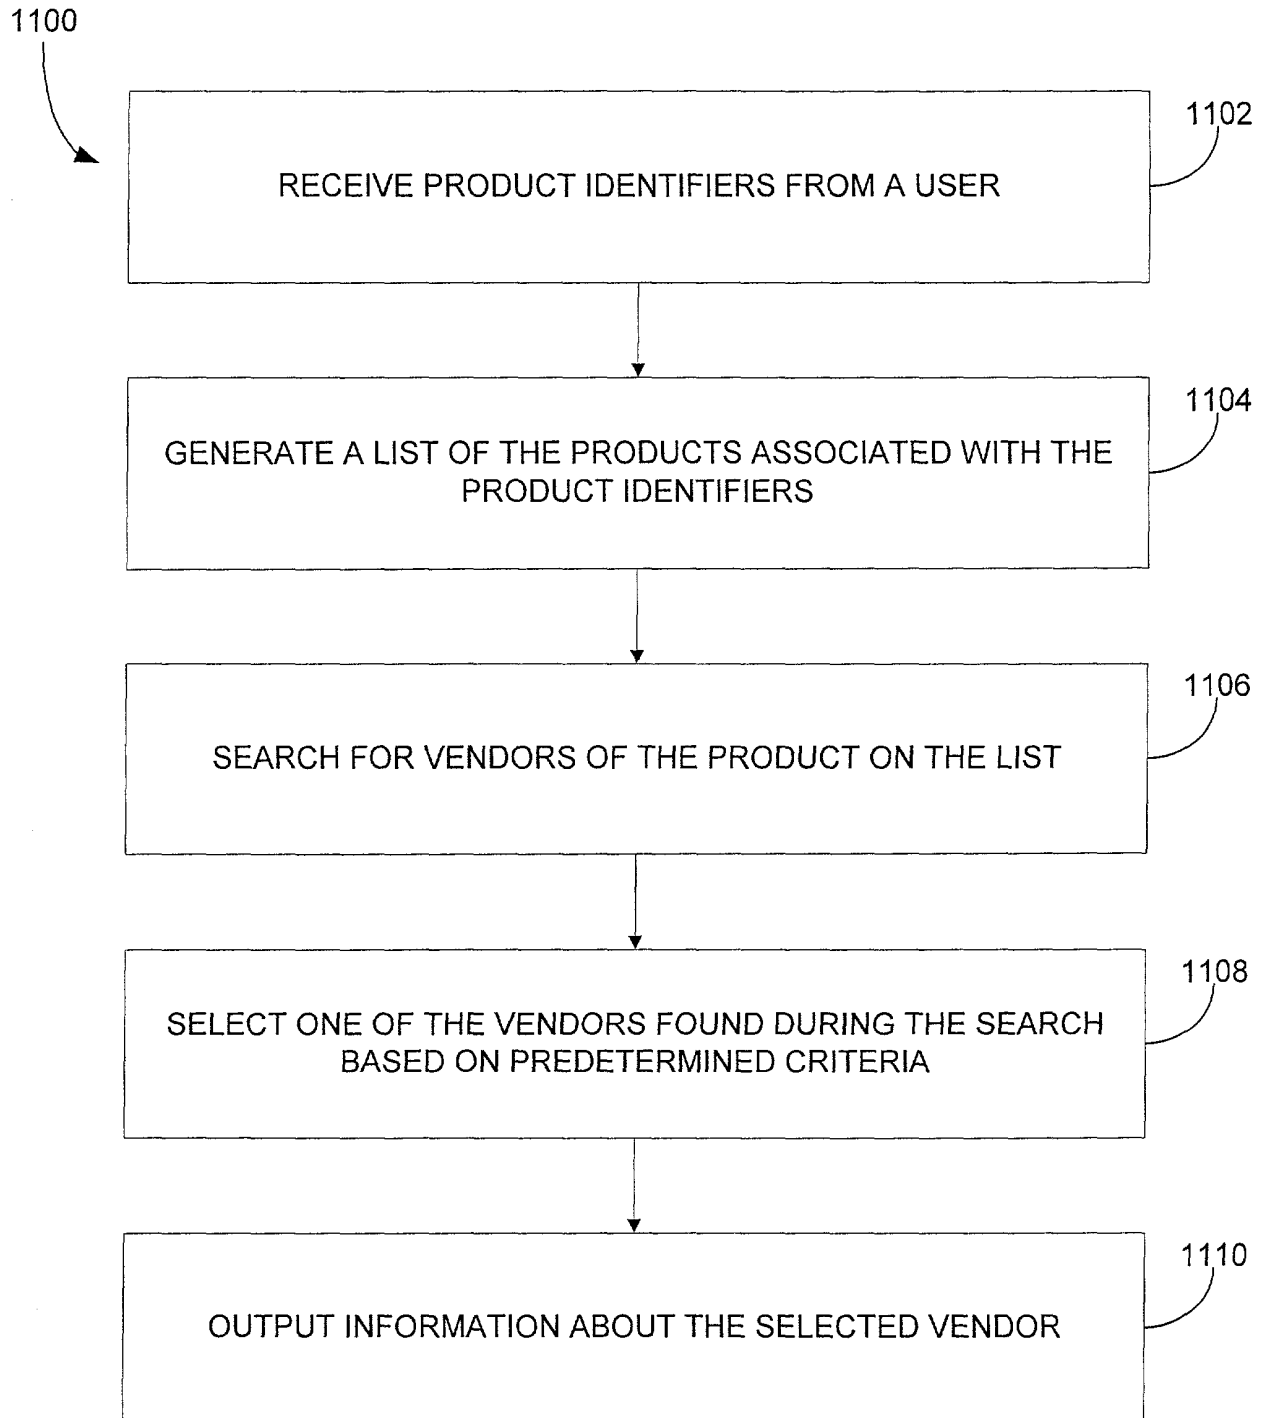 1100
1102
RECEIVE PRODUCT IDENTIFIERS FROM A USER
1104
GENERATE A LIST OF THE PRODUCTS ASSOCIATED WITH THE
PRODUCT IDENTIFIERS
1106
SEARCH FOR VENDORS OF THE PRODUCT ON THE LIST
1108
SELECT ONE OF THE VENDORS FOUND DURING THE SEARCH
BASED ON PREDETERMINED CRITERIA
1110
OUTPUT INFORMATION ABOUT THE SELECTED VENDOR